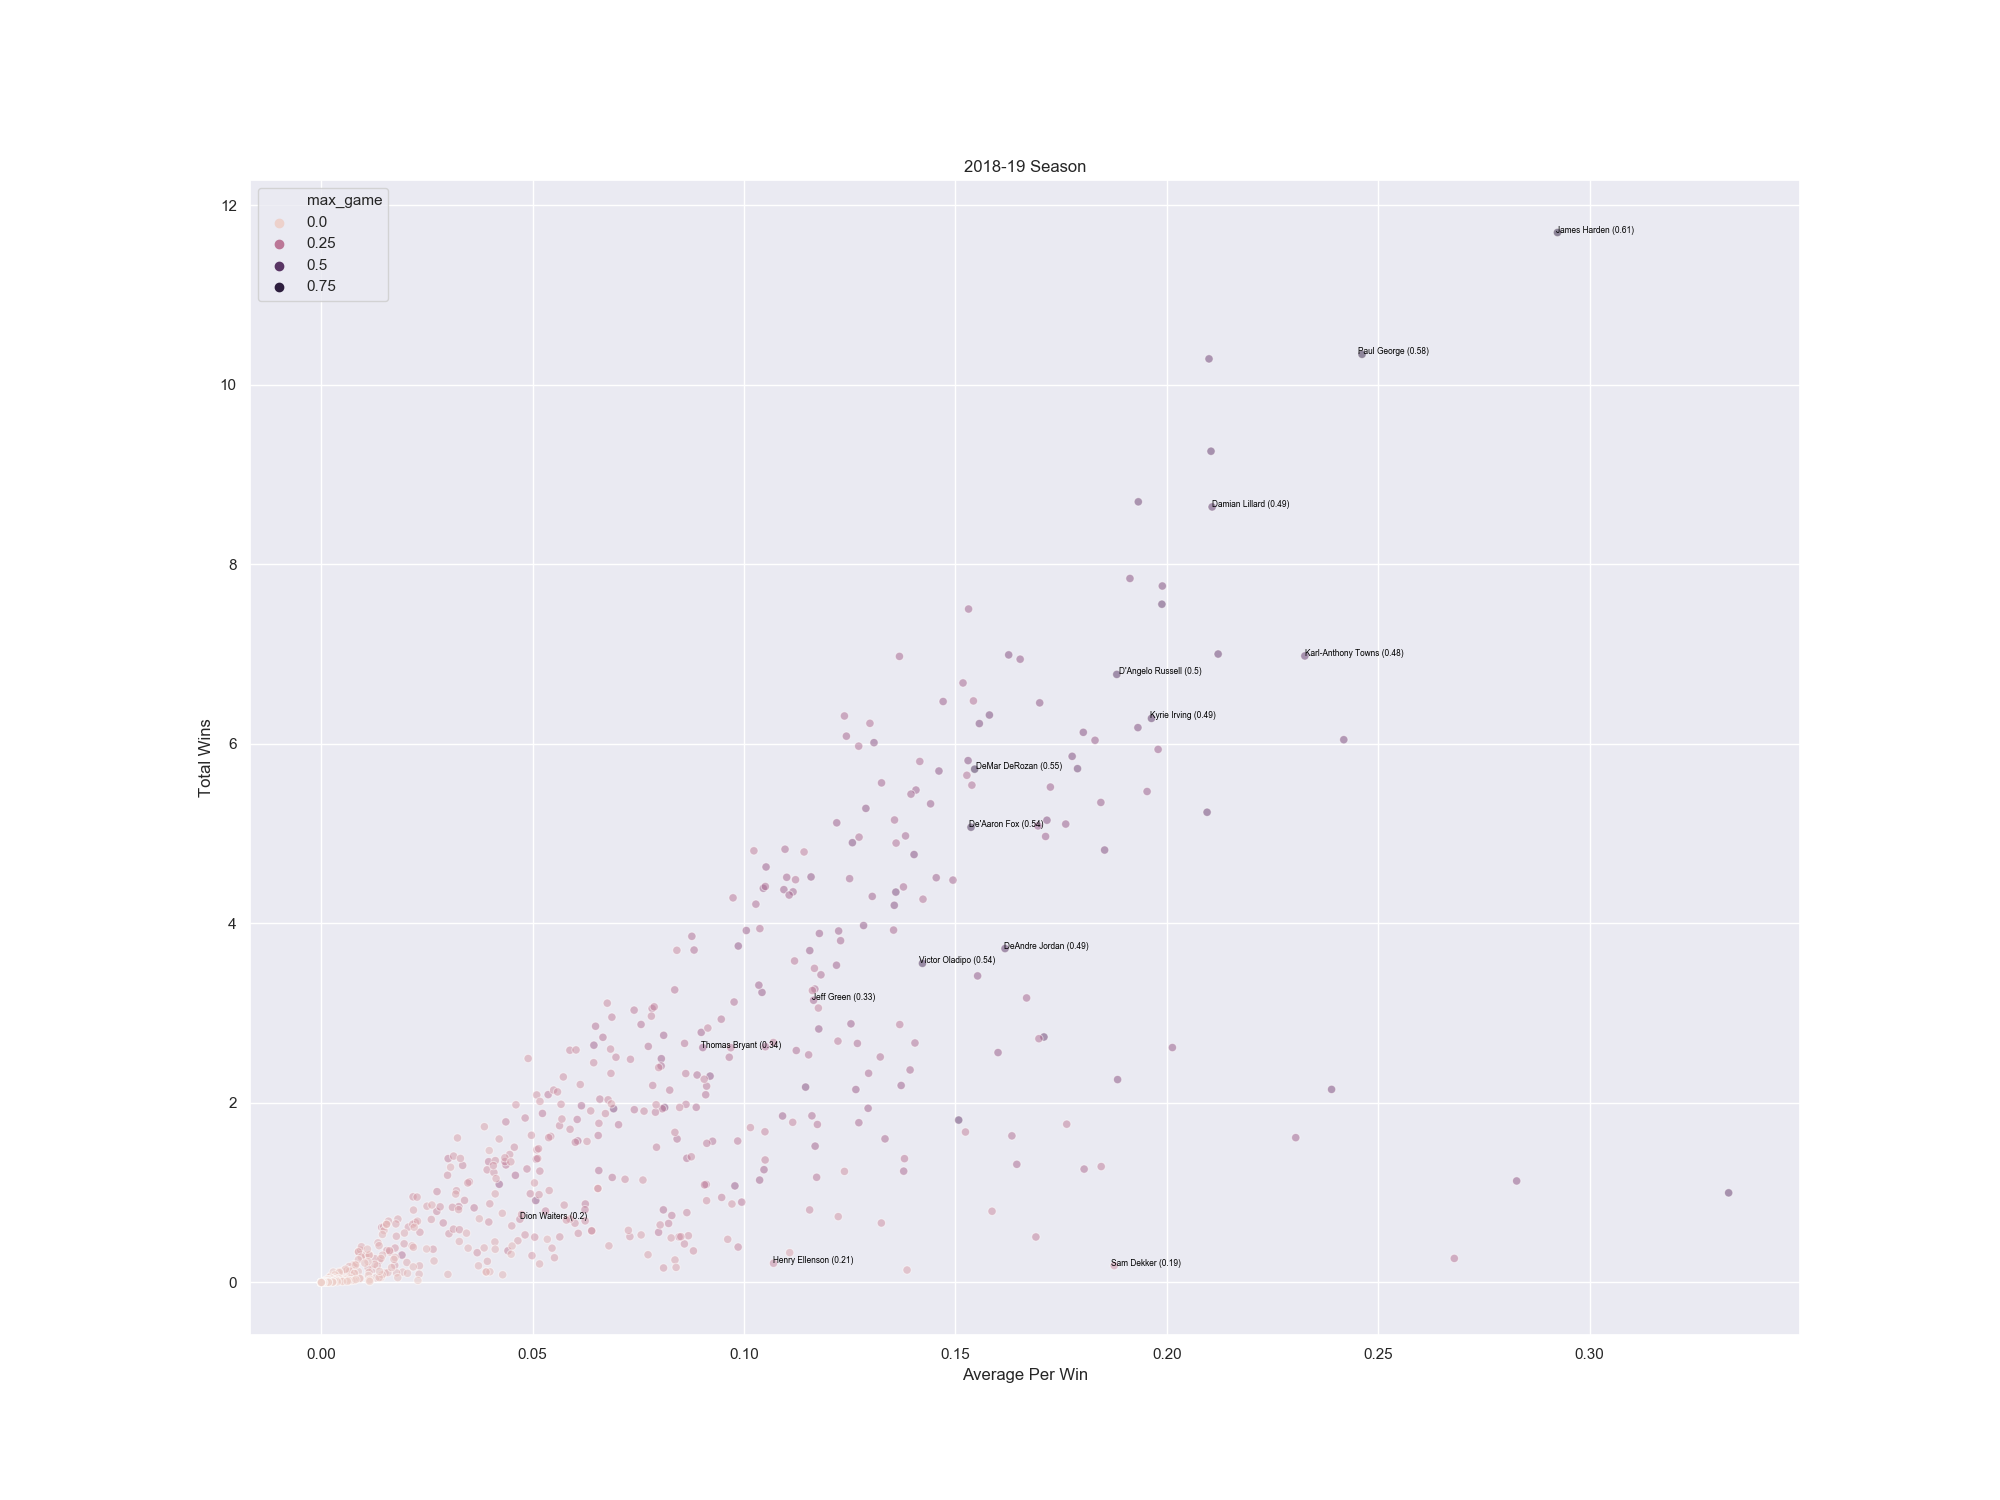 2018-19 Season
max_game
0.0
0.25
0.5
0.75
12
10
8
6
4
2
0
Total Wins
James Harden (0.61)
Paul George (0.58)
Damian Lillard (0.49)
Karl-Anthony Towns (0.48)
D'Angelo Russell (0.5)
Kyrie Irving (0.49)
DeMar DeRozan (0.55)
De'Aaron Fox (0.54)
DeAndre Jordan (0.49)
Victor Oladipo (0.54)
Jeff Green (0.33)
Thomas Bryant (0.34)
Dion Waiters (0.2)
Henry Ellenson (0.21)
Sam Dekker (0.19)
0.00
0.05
0.10
0.15
0.20
0.25
0.30
Average Per Win